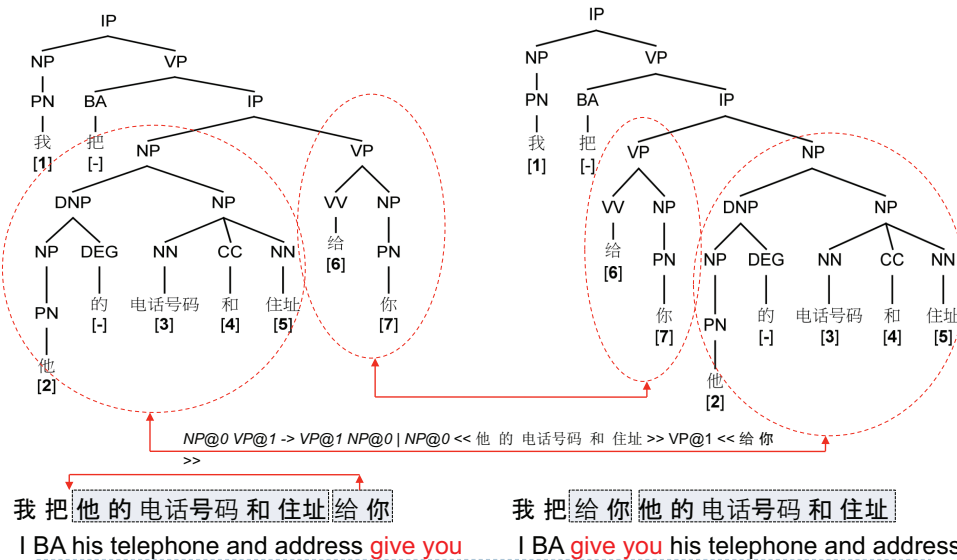 IP IP
NP VP NP VP
PN BA IP PN BA IP
我 把 我 把
[1] [-] NP VP [1] [-] VP NP
DNP NP VV NP VV NP DNP NP
给 给
NP DEG NN CC NN [6] PN [6] PN NP DEG NN CC NN
的 电话号码 和 住址 你 你 的 电话号码 和 住址
PN [-] [3] [4] [5] [7] [7] PN [-] [3] [4] [5]
他 他
[2] [2]
NP@0 VP@1 -> VP@1 NP@0 | NP@0 << 他 的 电话号码 和 住址 >> VP@1 << 给 你
>>
我 把 他 的 电话号码 和 住址 给 你 我 把 给 你 他 的 电话号码 和 住址
I BA his telephone and address give you I BA give you his telephone and address